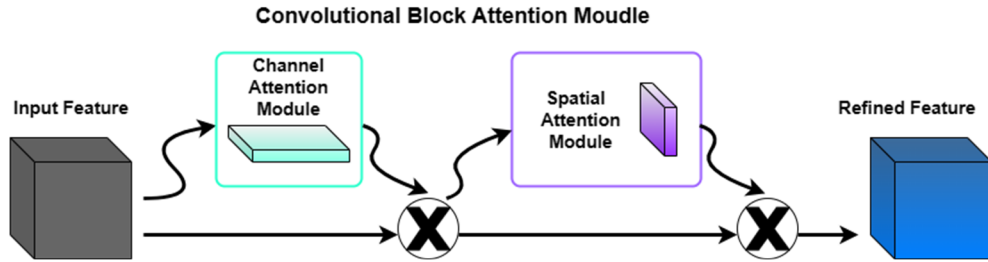 Convolutional Block Attention Moudle
Input Feature
Channel
Attention
Module
Spatial
Attention
Module
Refined Feature
X
X